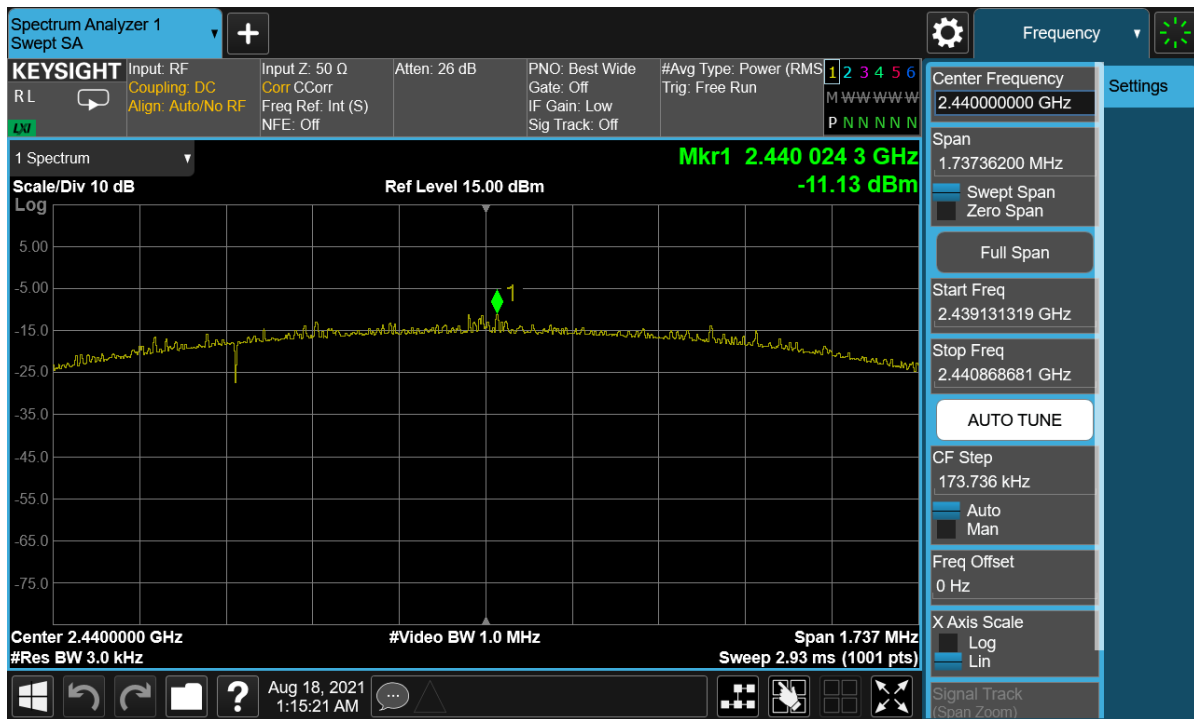 Spectrum Analyzer 1
Swept SA
+
Frequency
KEYSIGHT
R L
LXI
Input: RF
Coupling: DC
Align: Auto/No RF
Input Z: 50 Ω
Corr CCorr
Freq Ref: Int (S)
NFE: Off
Atten: 26 dB
PNO: Best Wide
Gate: Off
IF Gain: Low
Sig Track: Off
#Avg Type: Power (RMS
Trig: Free Run
1 2 3 4 5 6
M W W W W W
P N N N N N
1 Spectrum
Scale/Div 10 dB
Ref Level 15.00 dBm
Mkr1 2.440 024 3 GHz
-11.13 dBm
Log
5.00
-5.00
-15.0
-25.0
-35.0
-45.0
-55.0
-65.0
-75.0
1
Center 2.4400000 GHz
#Video BW 1.0 MHz
Span 1.737 MHz
#Res BW 3.0 kHz
Sweep 2.93 ms (1001 pts)
Center Frequency
2.440000000 GHz
Settings
Span
1.73736200 MHz
Swept Span
Zero Span
Full Span
Start Freq
2.439131319 GHz
Stop Freq
2.440868681 GHz
AUTO TUNE
CF Step
173.736 kHz
Auto
Man
Freq Offset
0 Hz
X Axis Scale
Log
Lin
Signal Track
(Span Zoom)
?
Aug 18, 2021
1:15:21 AM